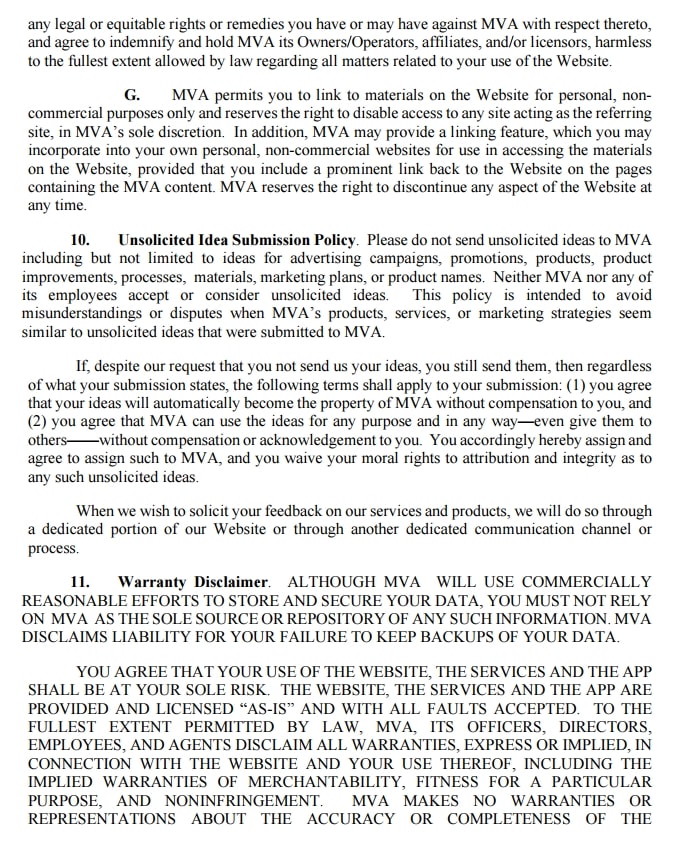 any legal or equitable rights or remedies you have or may have against MVA with respect thereto,
and agree to indemnify and hold MVA its Owners/Operators, affiliates, and/or licensors, harmless
to the fullest extent allowed by law regarding all matters related to your use of the Website.
G. MVA permits you to link to materials on the Website for personal, non-
commercial purposes only and reserves the right to disable access to any site acting as the referring
site, in MVA's sole discretion. In addition, MVA may provide a linking feature, which you may
incorporate into your own personal, non-commercial websites for use in accessing the materials
on the Website, provided that you include a prominent link back to the Website on the pages
containing the MVA content. MVA reserves the right to discontinue any aspect of the Website at
any time.
10. Unsolicited Idea Submission Policy. Please do not send unsolicited ideas to MVA
including but not limited to ideas for advertising campaigns, promotions, products, product
improvements, processes, materials, marketing plans, or product names. Neither MVA nor any of
its employees accept or consider unsolicited ideas. This policy is intended to avoid
misunderstandings or disputes when MVA's products, services, or marketing strategies seem
similar to unsolicited ideas that were submitted to MVA.
If, despite our request that you not send us your ideas, you still send them, then regardless
of what your submission states, the following terms shall apply to your submission: (1) you agree
that your ideas will automatically become the property of MVA without compensation to you, and
(2) you agree that MVA can use the ideas for any purpose and in any way—even give them to
others——without compensation or acknowledgement to you. You accordingly hereby assign and
agree to assign such to MVA, and you waive your moral rights to attribution and integrity as to
any such unsolicited ideas.
When we wish to solicit your feedback on our services and products, we will do so through
a dedicated portion of our Website or through another dedicated communication channel or
process.
11. Warranty Disclaimer. ALTHOUGH MVA WILL USE COMMERCIALLY
REASONABLE EFFORTS TO STORE AND SECURE YOUR DATA, YOU MUST NOT RELY
ON MVA AS THE SOLE SOURCE OR REPOSITORY OF ANY SUCH INFORMATION. MVA
DISCLAIMS LIABILITY FOR YOUR FAILURE TO KEEP BACKUPS OF YOUR DATA.
YOU AGREE THAT YOUR USE OF THE WEBSITE, THE SERVICES AND THE APP
SHALL BE AT YOUR SOLE RISK. THE WEBSITE, THE SERVICES AND THE APP ARE
PROVIDED AND LICENSED “AS-IS” AND WITH ALL FAULTS ACCEPTED. TO THE
FULLEST EXTENT PERMITTED BY LAW, MVA, ITS OFFICERS, DIRECTORS,
EMPLOYEES, AND AGENTS DISCLAIM ALL WARRANTIES, EXPRESS OR IMPLIED, IN
CONNECTION WITH THE WEBSITE AND YOUR USE THEREOF, INCLUDING THE
IMPLIED WARRANTIES OF MERCHANTABILITY, FITNESS FOR A PARTICULAR
PURPOSE, AND NONINFRINGEMENT. MVA MAKES NO WARRANTIES OR
REPRESENTATIONS ABOUT THE ACCURACY OR COMPLETENESS OF THE